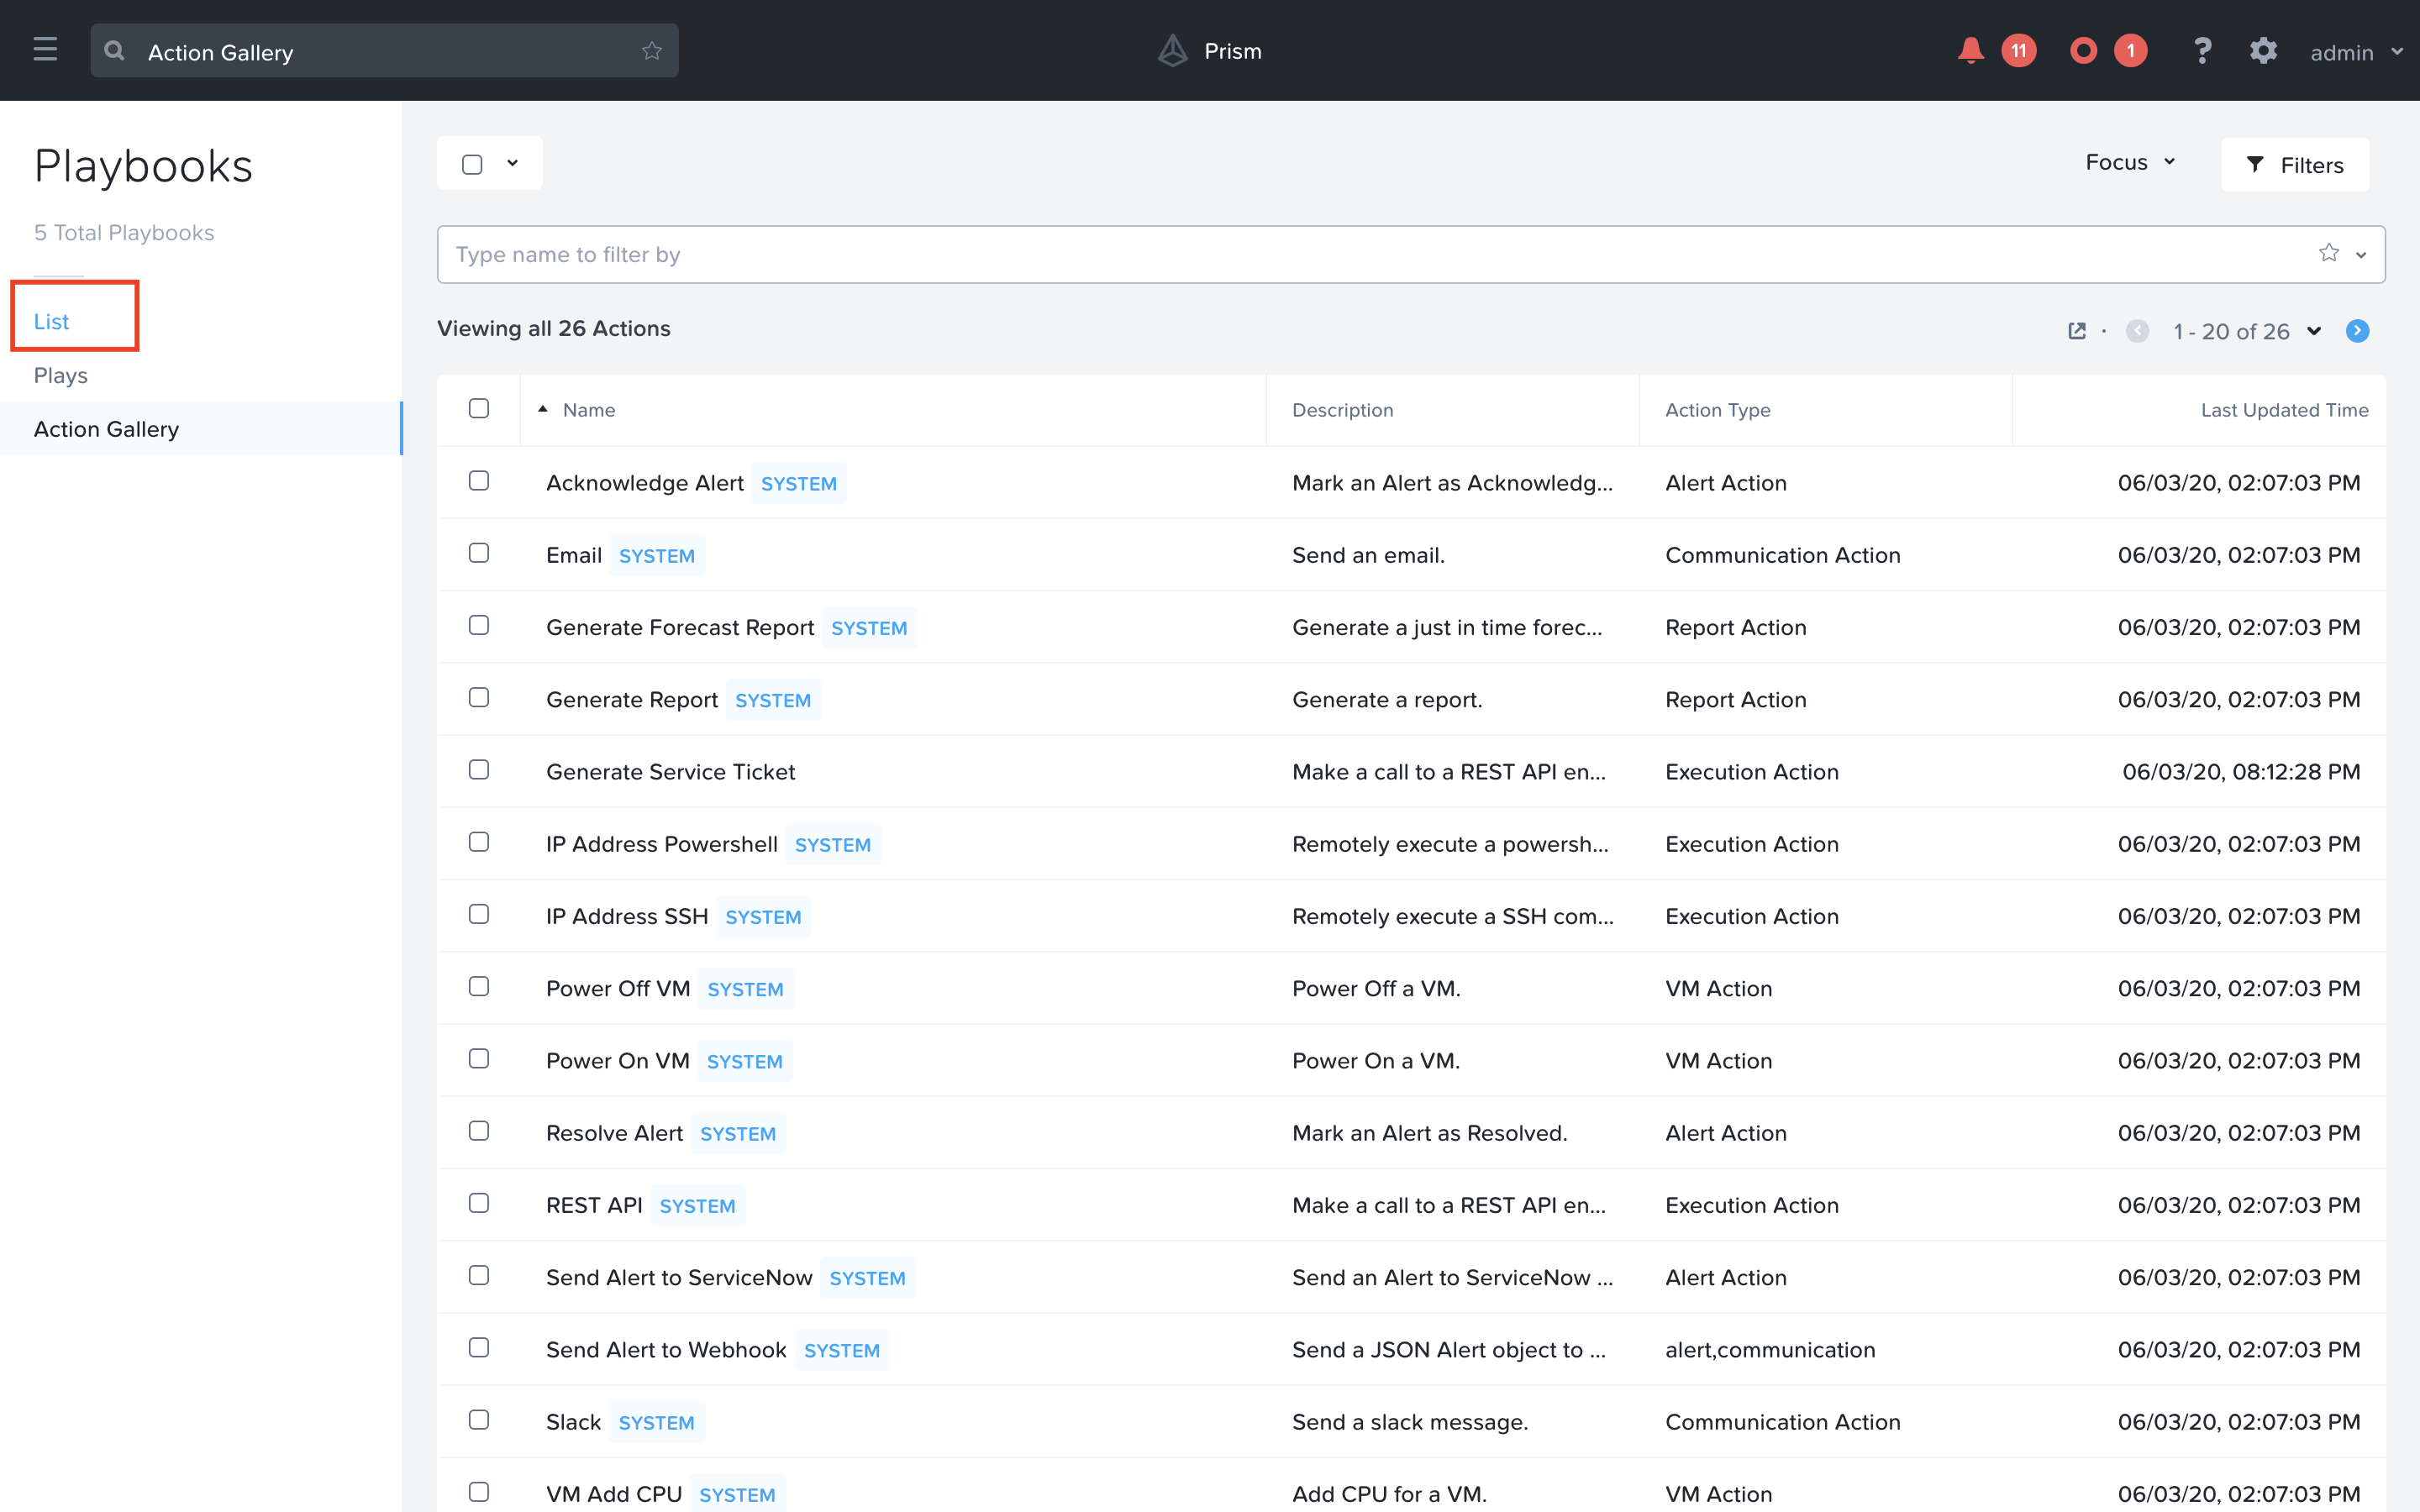 Action Gallery
Prism
11
1
?
admin
Playbooks
5 Total Playbooks
List
Plays
Action Gallery
Focus
Filters
Type name to filter by
Viewing all 26 Actions
1 - 20 of 26
Name Description Action Type Last Updated Time
Acknowledge Alert SYSTEM Mark an Alert as Acknowledg... Alert Action 06/03/20, 02:07:03 PM
Email SYSTEM Send an email. Communication Action 06/03/20, 02:07:03 PM
Generate Forecast Report SYSTEM Generate a just in time forec... Report Action 06/03/20, 02:07:03 PM
Generate Report SYSTEM Generate a report. Report Action 06/03/20, 02:07:03 PM
Generate Service Ticket Make a call to a REST API en... Execution Action 06/03/20, 08:12:28 PM
IP Address Powershell SYSTEM Remotely execute a powersh... Execution Action 06/03/20, 02:07:03 PM
IP Address SSH SYSTEM Remotely execute a SSH com... Execution Action 06/03/20, 02:07:03 PM
Power Off VM SYSTEM Power Off a VM. VM Action 06/03/20, 02:07:03 PM
Power On VM SYSTEM Power On a VM. VM Action 06/03/20, 02:07:03 PM
Resolve Alert SYSTEM Mark an Alert as Resolved. Alert Action 06/03/20, 02:07:03 PM
REST API SYSTEM Make a call to a REST API en... Execution Action 06/03/20, 02:07:03 PM
Send Alert to ServiceNow SYSTEM Send an Alert to ServiceNow ... Alert Action 06/03/20, 02:07:03 PM
Send Alert to Webhook SYSTEM Send a JSON Alert object to ... alert,communication 06/03/20, 02:07:03 PM
Slack SYSTEM Send a slack message. Communication Action 06/03/20, 02:07:03 PM
VM Add CPU SYSTEM Add CPU for a VM. VM Action 06/03/20, 02:07:03 PM